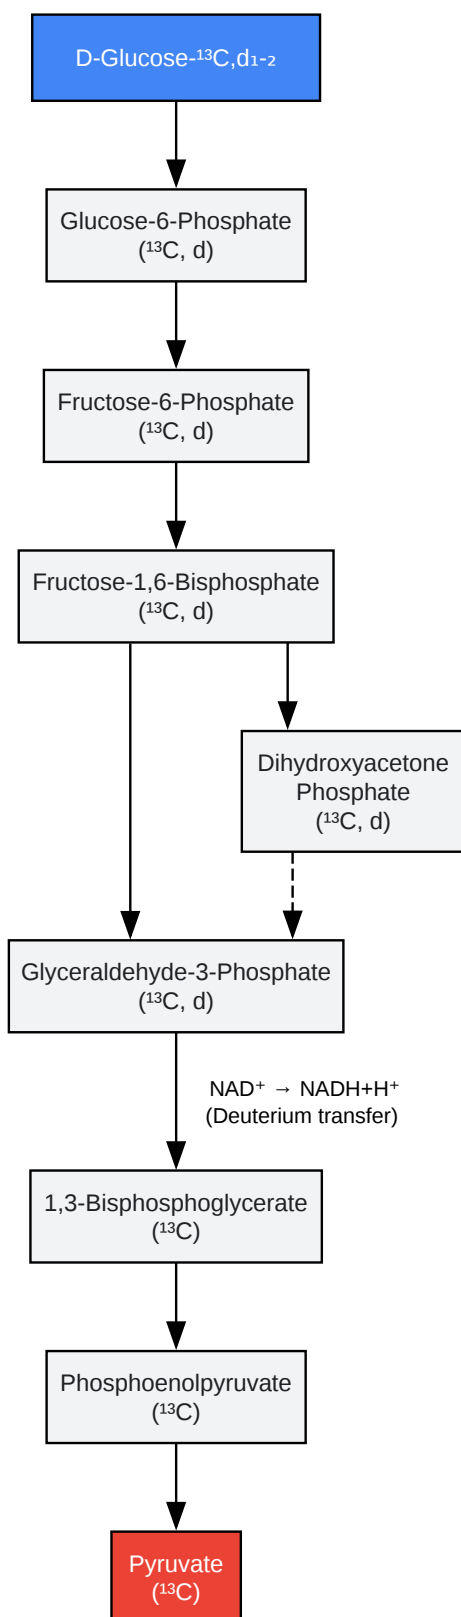 D-Glucose-¹³C,d₁-₂
Glucose-6-Phosphate
(¹³C, d)
Fructose-6-Phosphate
(¹³C, d)
Fructose-1,6-Bisphosphate
(¹³C, d)
Dihydroxyacetone
Phosphate
(¹³C, d)
Glyceraldehyde-3-Phosphate
(¹³C, d)
NAD⁺ → NADH+H⁺
(Deuterium transfer)
1,3-Bisphosphoglycerate
(¹³C)
Phosphoenolpyruvate
(¹³C)
Pyruvate
(¹³C)